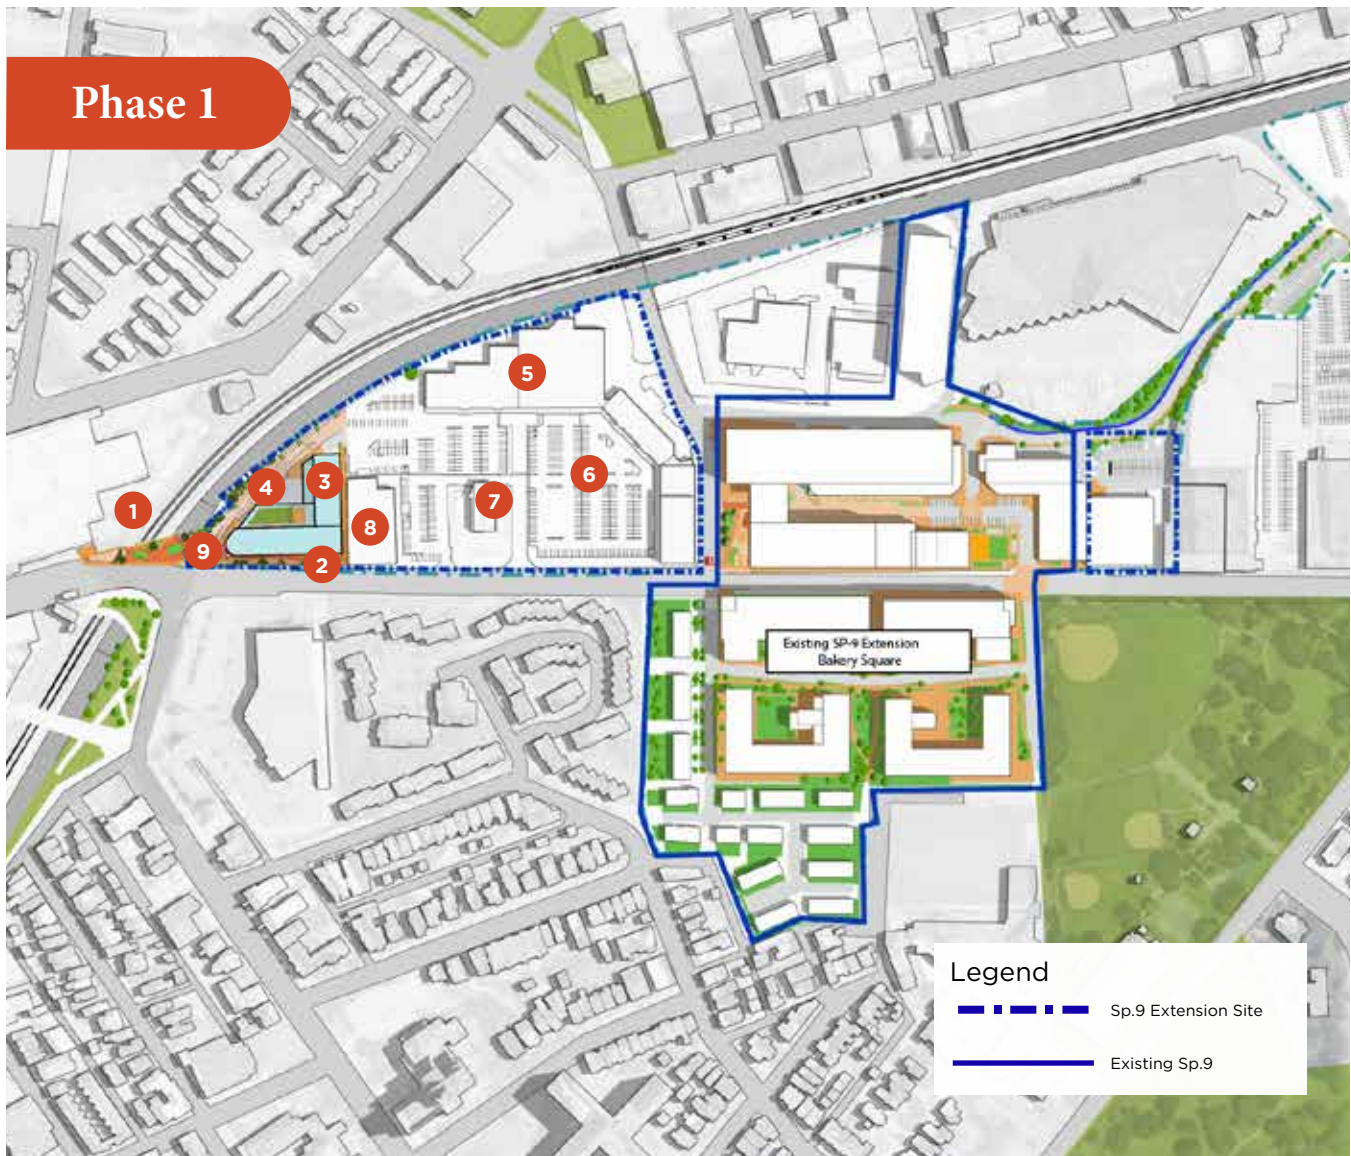 Phase 1
5
6
3
4
7
1
8
9
2
Existing SP-9 Extension
Bakery Square
Legend
Sp.9 Extension Site
Existing Sp.9